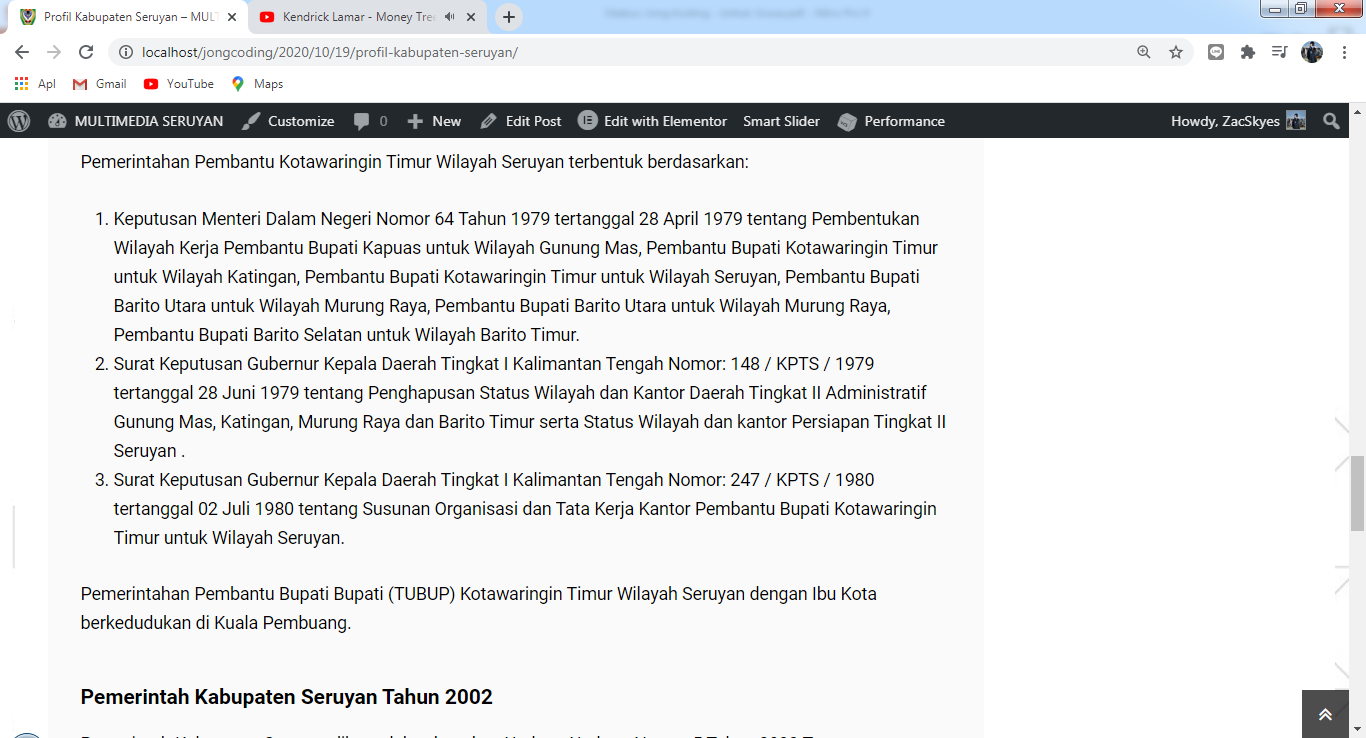 Profil Kabupaten Seruyan – MULT
Kendrick Lamar - Money Tre
localhost/jongcoding/2020/10/19/profil-kabupaten-seruyan/
Apl Gmail YouTube Maps
MULTIMEDIA SERUYAN Customize 0 New Edit Post Edit with Elementor Smart Slider Performance Howdy, ZacSkyes
Pemerintahan Pembantu Kotawaringin Timur Wilayah Seruyan terbentuk berdasarkan:
1. Keputusan Menteri Dalam Negeri Nomor 64 Tahun 1979 tertanggal 28 April 1979 tentang Pembentukan
Wilayah Kerja Pembantu Bupati Kapuas untuk Wilayah Gunung Mas, Pembantu Bupati Kotawaringin Timur
untuk Wilayah Katingan, Pembantu Bupati Kotawaringin Timur untuk Wilayah Seruyan, Pembantu Bupati
Barito Utara untuk Wilayah Murung Raya, Pembantu Bupati Barito Utara untuk Wilayah Murung Raya,
Pembantu Bupati Barito Selatan untuk Wilayah Barito Timur.
2. Surat Keputusan Gubernur Kepala Daerah Tingkat I Kalimantan Tengah Nomor: 148 / KPTS / 1979
tertanggal 28 Juni 1979 tentang Penghapusan Status Wilayah dan Kantor Daerah Tingkat II Administratif
Gunung Mas, Katingan, Murung Raya dan Barito Timur serta Status Wilayah dan kantor Persiapan Tingkat II
Seruyan .
3. Surat Keputusan Gubernur Kepala Daerah Tingkat I Kalimantan Tengah Nomor: 247 / KPTS / 1980
tertanggal 02 Juli 1980 tentang Susunan Organisasi dan Tata Kerja Kantor Pembantu Bupati Kotawaringin
Timur untuk Wilayah Seruyan.
Pemerintahan Pembantu Bupati Bupati (TUBUP) Kotawaringin Timur Wilayah Seruyan dengan Ibu Kota
berkedudukan di Kuala Pembuang.
Pemerintah Kabupaten Seruyan Tahun 2002